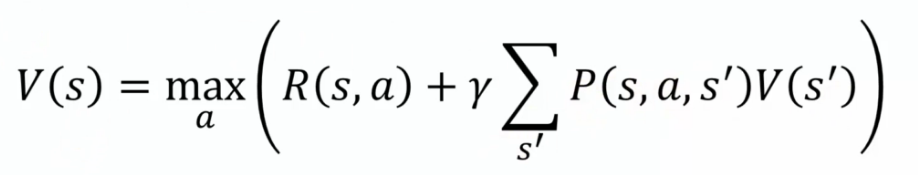 V(s) = max_a ( R(s, a) + γ ∑_{s′} P(s, a, s′)V(s′) )